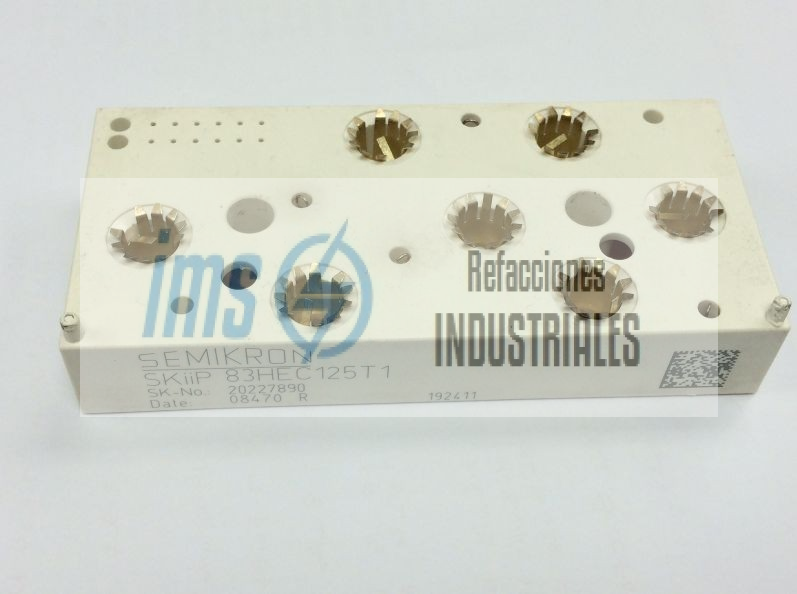 ims
Refacciones
INDUSTRIALES
SEMIKRON
SKiiP 83HEC125T1
SK-No.: 20227890
Date: 08470 R
192411